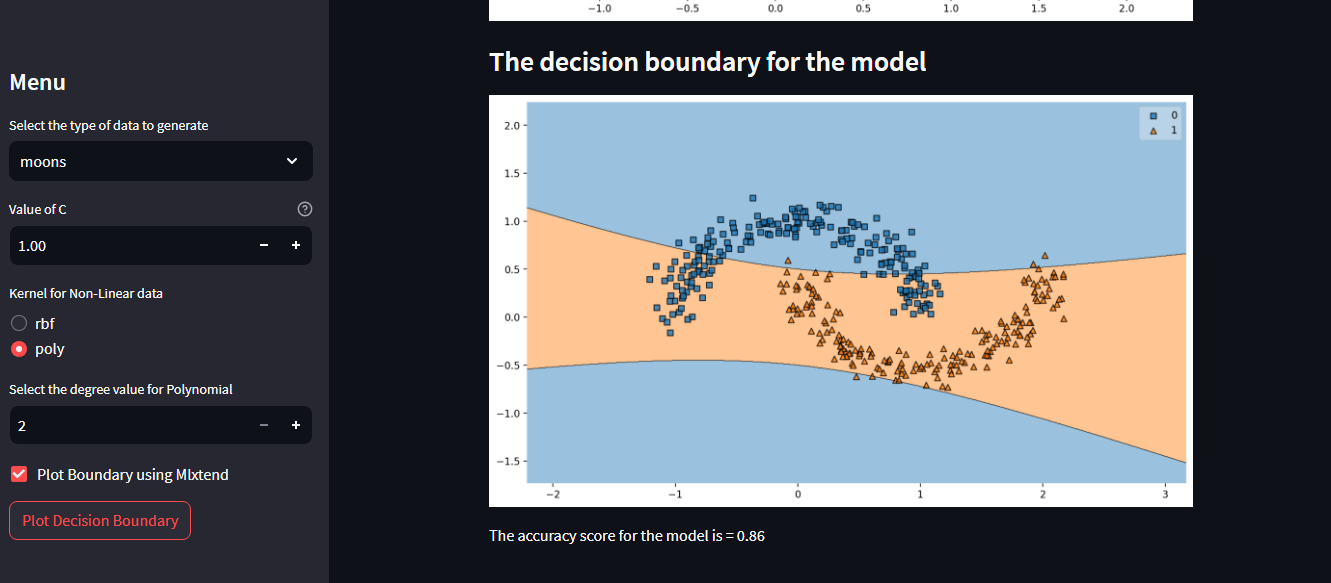 Menu
Select the type of data to generate
moons
Value of C
?
1.00 − +
Kernel for Non-Linear data
rbf
poly
Select the degree value for Polynomial
2 − +
Plot Boundary using Mlxtend
Plot Decision Boundary
−1.0 −0.5 0.0 0.5 1.0 1.5 2.0
The decision boundary for the model
0
1
2.0
1.5
1.0
0.5
0.0
−0.5
−1.0
−1.5
−2 −1 0 1 2 3
The accuracy score for the model is = 0.86